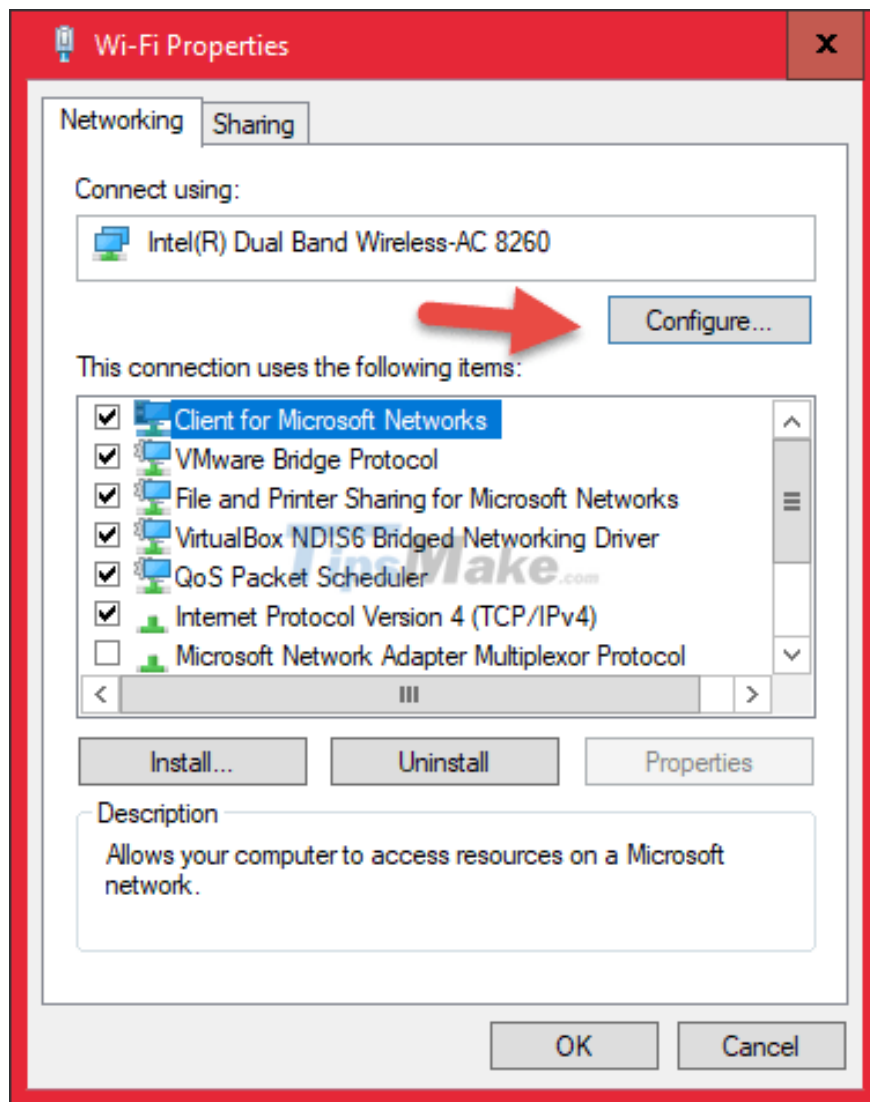 Wi-Fi Properties
x
Networking
Sharing
Connect using:
Intel(R) Dual Band Wireless-AC 8260
Configure...
This connection uses the following items:
Client for Microsoft Networks
VMware Bridge Protocol
File and Printer Sharing for Microsoft Networks
VirtualBox NDIS6 Bridged Networking Driver
QoS Packet Scheduler
TipsMake.com
Internet Protocol Version 4 (TCP/IPv4)
Microsoft Network Adapter Multiplexor Protocol
Install...
Uninstall
Properties
Description
Allows your computer to access resources on a Microsoft
network.
OK
Cancel